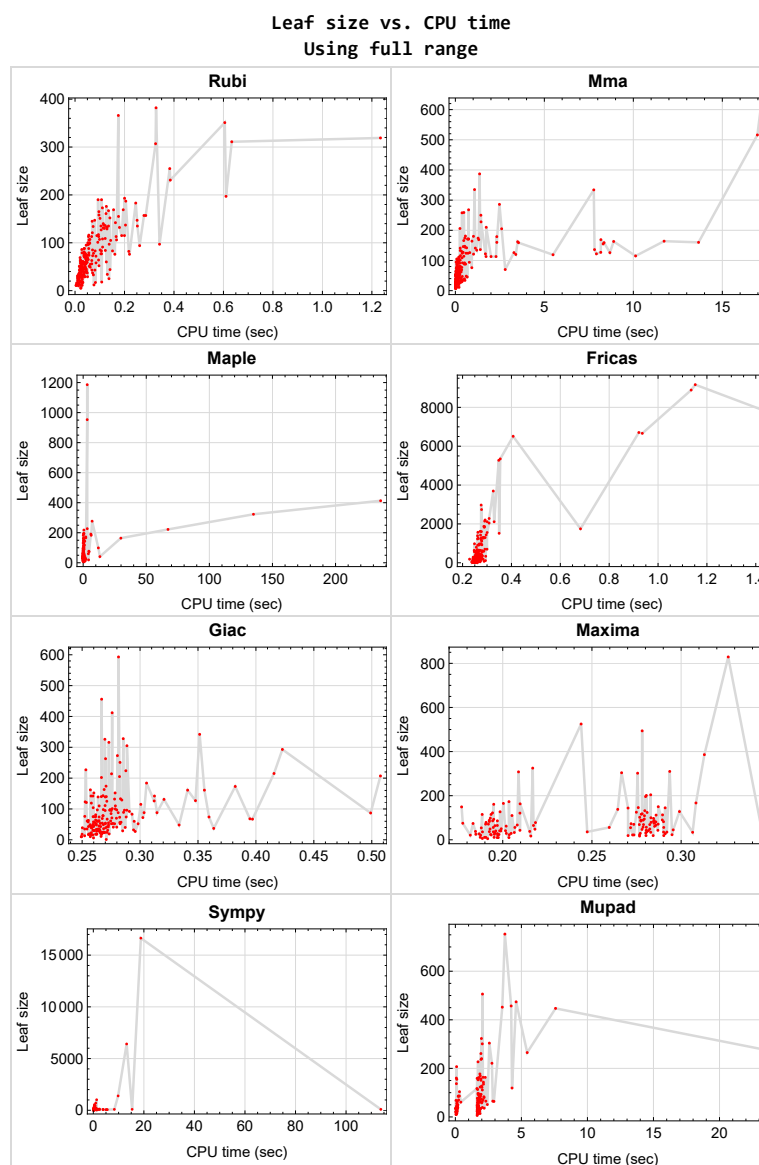 Leaf size vs. CPU time
Using full range
Rubi
Leaf size
400
300
200
100
0
0.0 0.2 0.4 0.6 0.8 1.0 1.2
CPU time (sec)
Mma
Leaf size
600
500
400
300
200
100
0
0 5 10 15
CPU time (sec)
Maple
Leaf size
1200
1000
800
600
400
200
0
0 50 100 150 200
CPU time (sec)
Fricas
Leaf size
8000
6000
4000
2000
0
0.2 0.4 0.6 0.8 1.0 1.2 1.4
CPU time (sec)
Giac
Leaf size
600
500
400
300
200
100
0
0.25 0.30 0.35 0.40 0.45 0.50
CPU time (sec)
Maxima
Leaf size
800
600
400
200
0
0.20 0.25 0.30
CPU time (sec)
Sympy
Leaf size
15000
10000
5000
0
0 20 40 60 80 100
CPU time (sec)
Mupad
Leaf size
600
400
200
0
0 5 10 15 20
CPU time (sec)